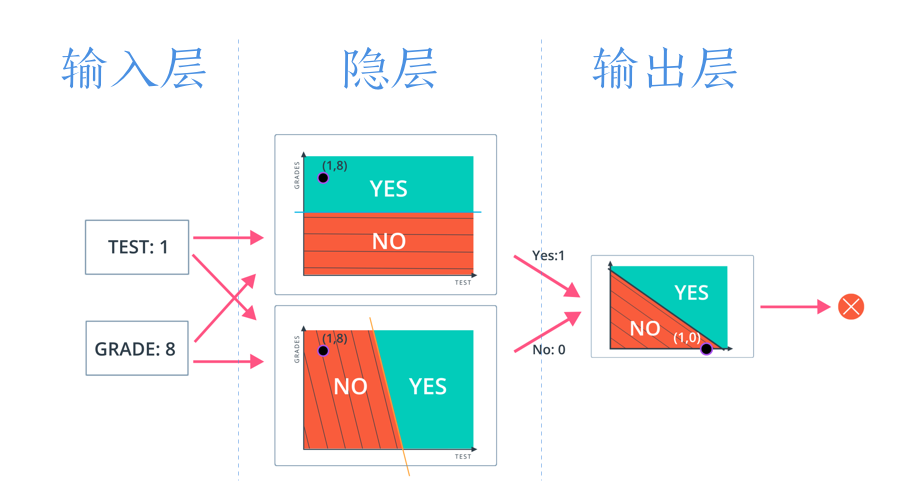 输入层
隐层
输出层
TEST: 1
GRADE: 8
GRADES
(1,8)
YES
NO
TEST
GRADES
(1,8)
NO
YES
TEST
Yes:1
No: 0
YES
NO
(1,0)